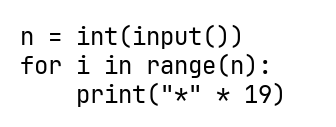 n = int(input())
for i in range(n):
    print("*" * 19)